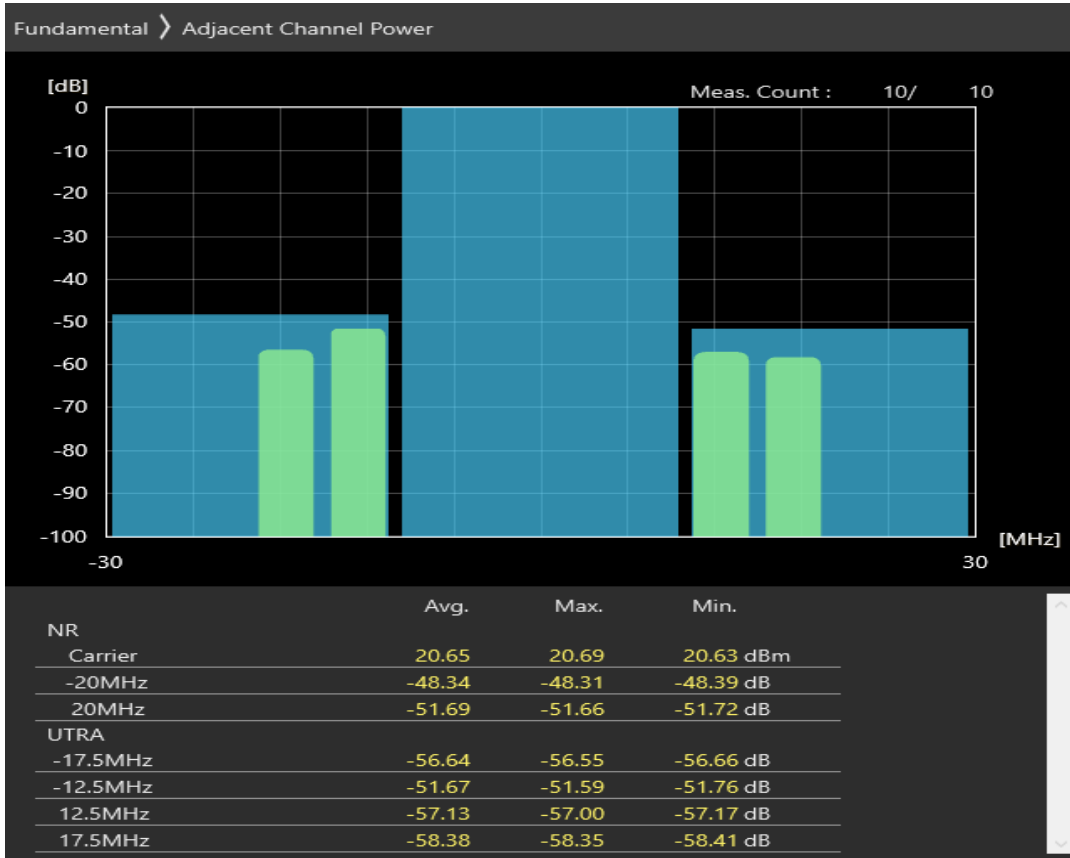 Fundamental ❭ Adjacent Channel Power
[dB]
Meas. Count : 10/ 10
0
-10
-20
-30
-40
-50
-60
-70
-80
-90
-100
[MHz]
-30 30
Avg. Max. Min.
NR
Carrier 20.65 20.69 20.63 dBm
-20MHz -48.34 -48.31 -48.39 dB
20MHz -51.69 -51.66 -51.72 dB
UTRA
-17.5MHz -56.64 -56.55 -56.66 dB
-12.5MHz -51.67 -51.59 -51.76 dB
12.5MHz -57.13 -57.00 -57.17 dB
17.5MHz -58.38 -58.35 -58.41 dB